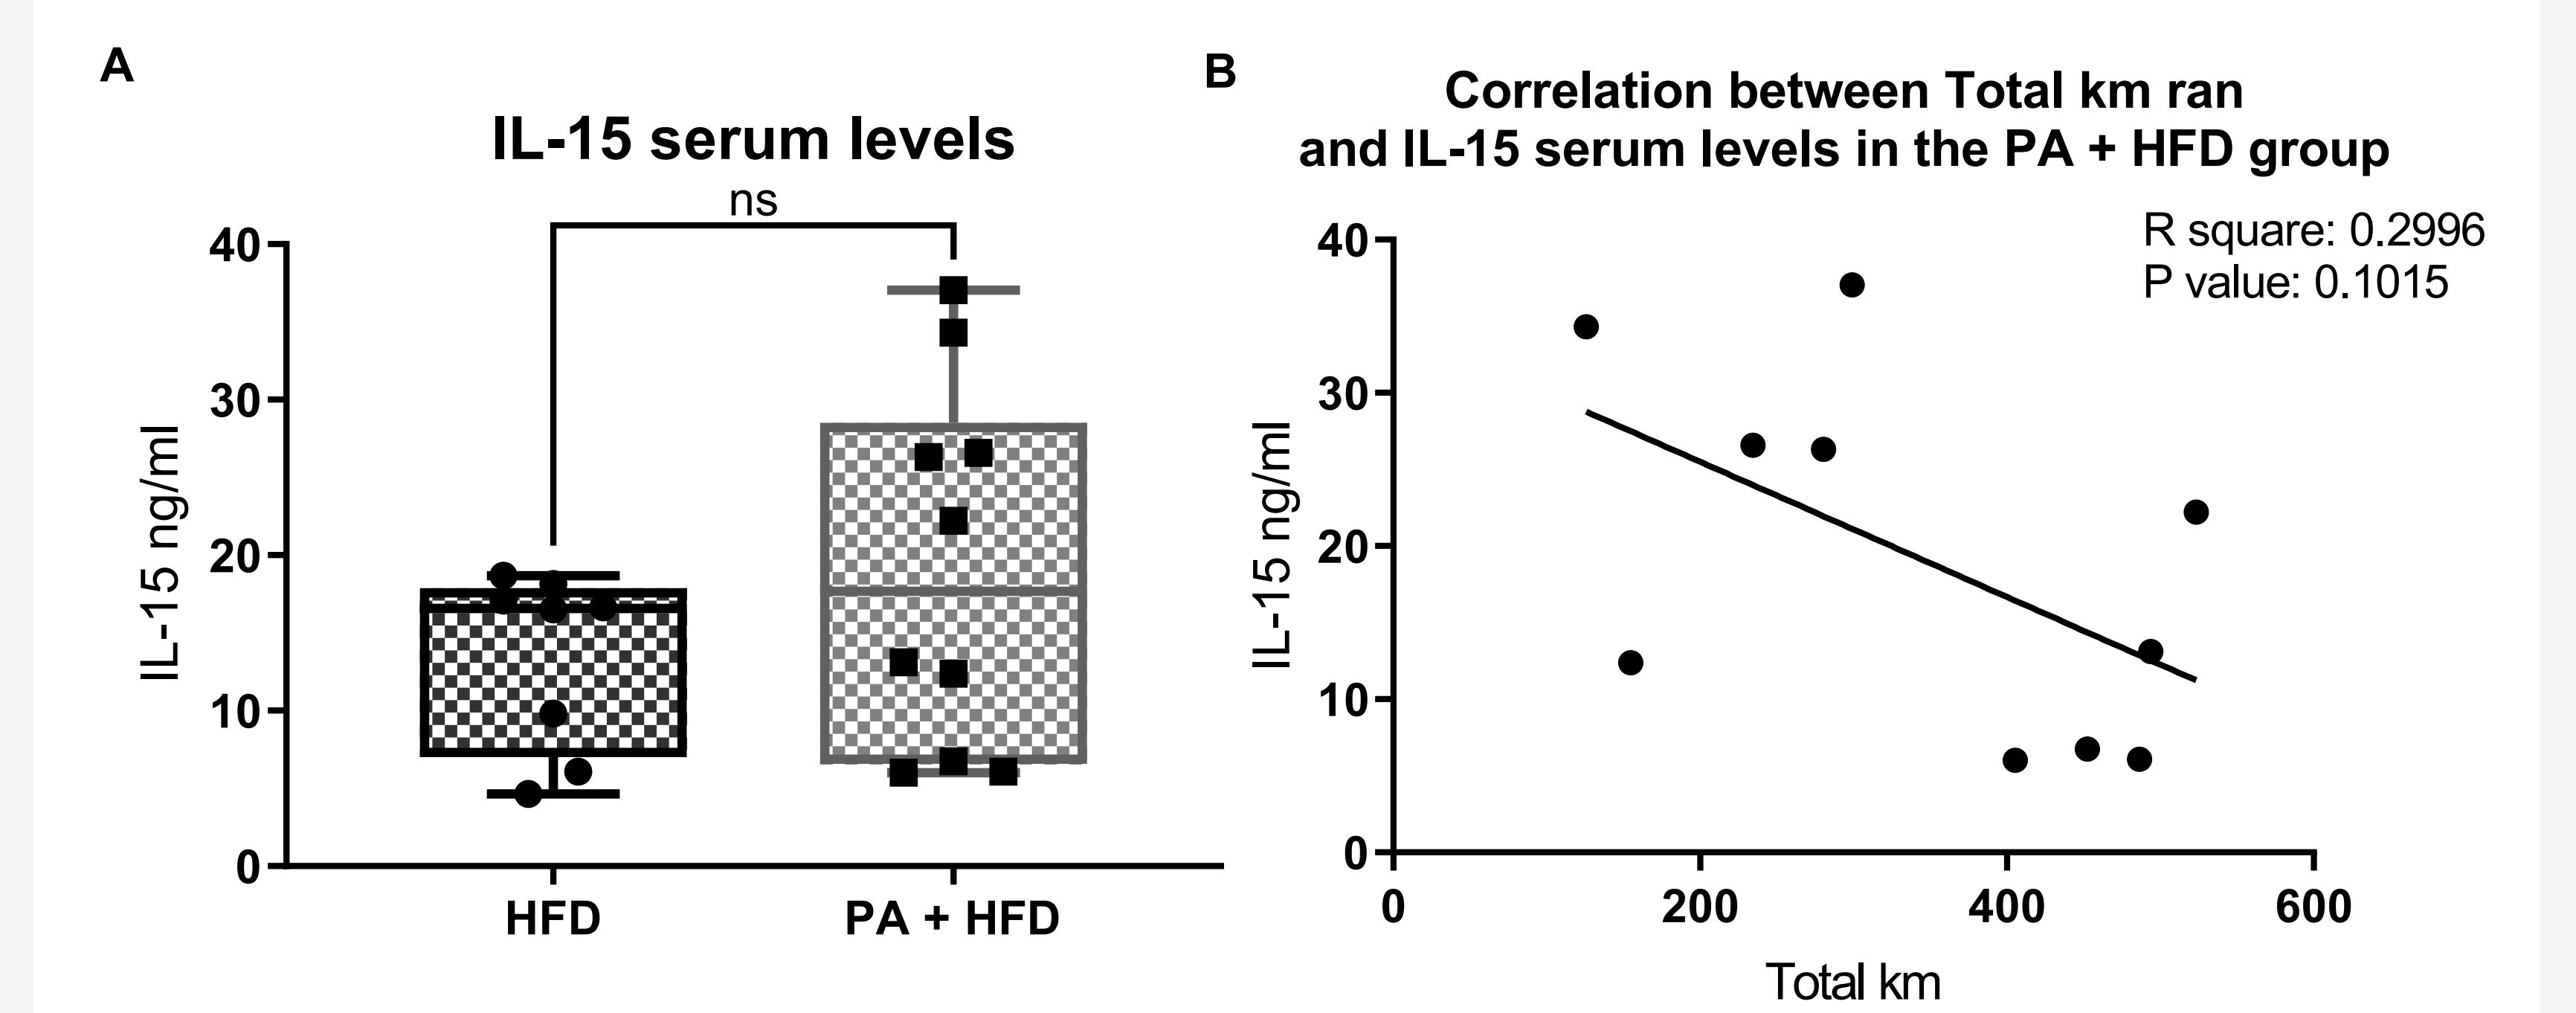 A
IL-15 serum levels
ns
IL-15 ng/ml
40
30
20
10
0
HFD
PA + HFD
B
Correlation between Total km ran
and IL-15 serum levels in the PA + HFD group
R square: 0.2996
P value: 0.1015
IL-15 ng/ml
40
30
20
10
0
0
200
400
600
Total km